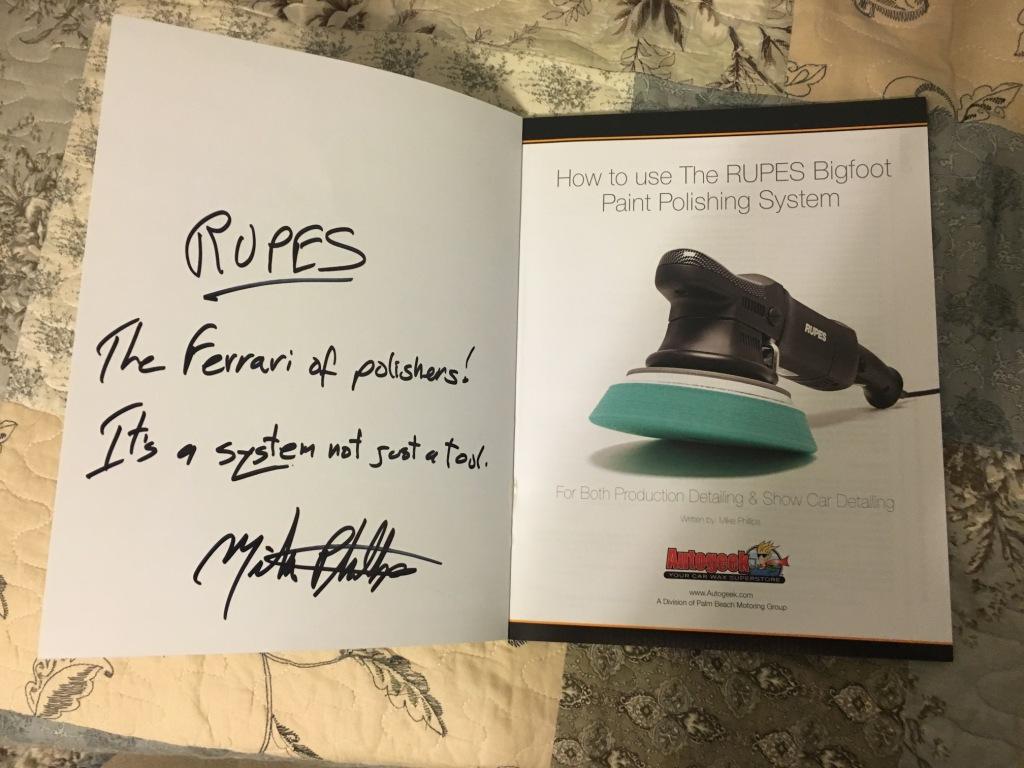 RUPES
The Ferrari of polishers!
It's a system not just a tool.
Mike Phillips
How to use The RUPES Bigfoot
Paint Polishing System
RUPES
For Both Production Detailing & Show Car Detailing
Written by: Mike Phillips
Autogeek
YOUR CAR WAX SUPERSTORE
www.Autogeek.com
A Division of Palm Beach Motoring Group